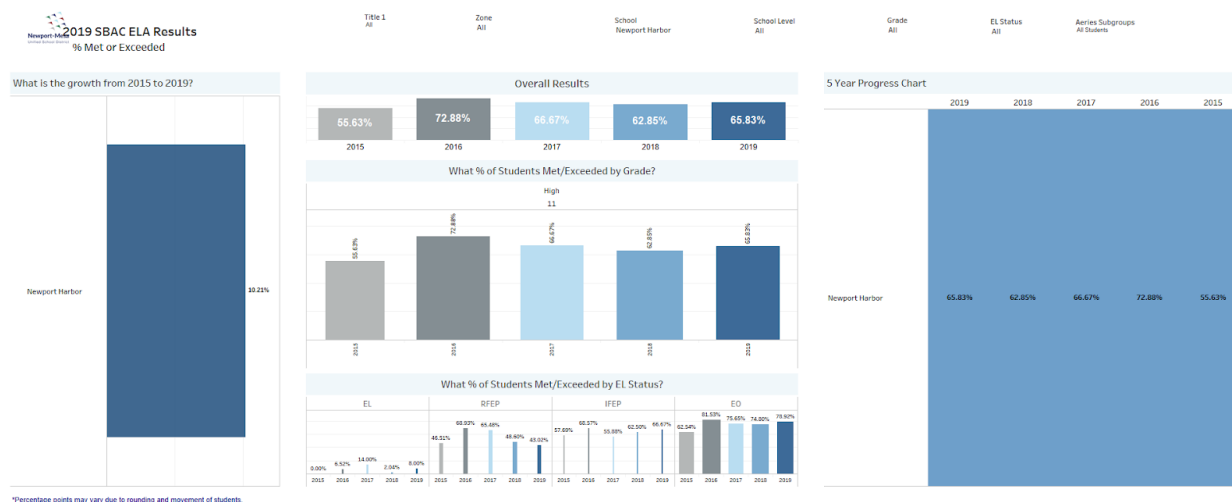 Title 1
All
Zone
All
School
Newport Harbor
School Level
All
Grade
All
EL Status
All
Aeries Subgroups
All Students
Newport-Mesa
Unified School District
2019 SBAC ELA Results
% Met or Exceeded
What is the growth from 2015 to 2019?
Newport Harbor
10.21%
Overall Results
55.63% 72.88% 66.67% 62.85% 65.83%
2015 2016 2017 2018 2019
What % of Students Met/Exceeded by Grade?
High
11
55.63% 72.88% 66.67% 62.85% 65.83%
2015 2016 2017 2018 2019
What % of Students Met/Exceeded by EL Status?
EL RFEP IFEP EO
0.00% 6.52% 14.00% 2.04% 8.00% 46.51% 68.93% 65.48% 48.60% 43.02% 57.69% 68.57% 62.50% 66.67% 62.54% 81.53% 75.65% 74.80% 78.92%
2015 2016 2017 2018 2019 2015 2016 2017 2018 2019 2015 2016 2017 2018 2019 2015 2016 2017 2018 2019
5 Year Progress Chart
2019 2018 2017 2016 2015
Newport Harbor 65.83% 62.85% 66.67% 72.88% 55.63%
*Percentage points may vary due to rounding and movement of students.